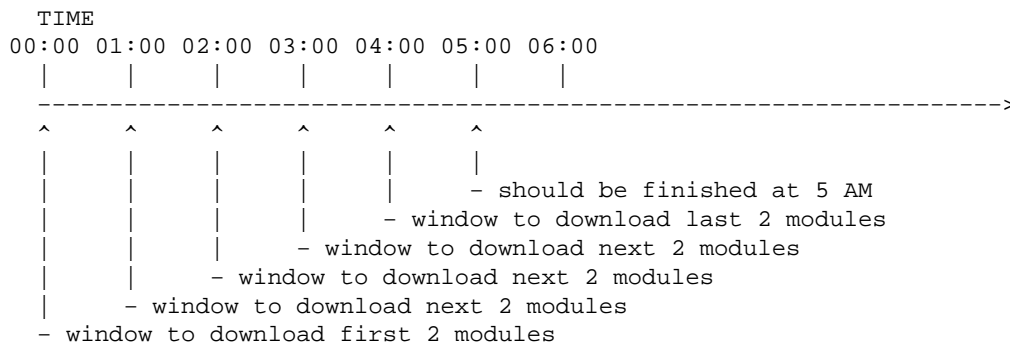 TIME
00:00 01:00 02:00 03:00 04:00 05:00 06:00
- should be finished at 5 AM
- window to download last 2 modules
- window to download next 2 modules
- window to download next 2 modules
- window to download next 2 modules
- window to download first 2 modules